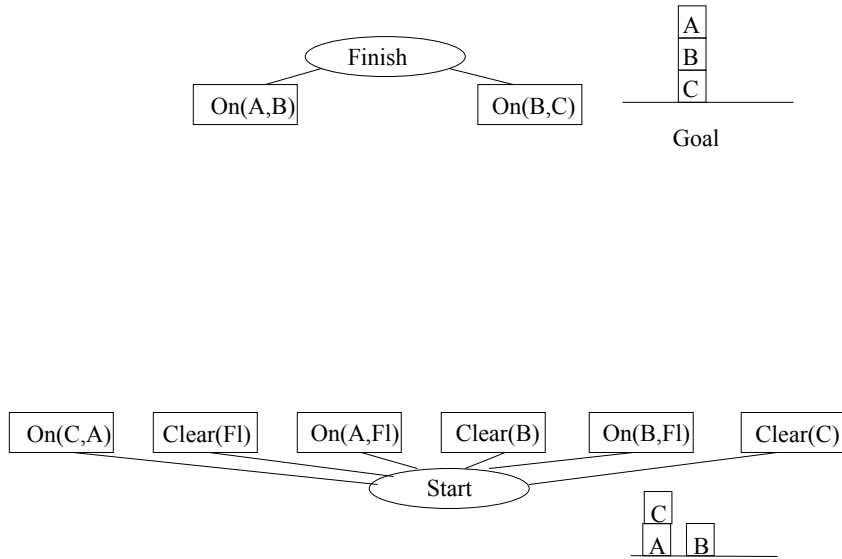 A
Finish
B
C
On(A,B)
On(B,C)
Goal
On(C,A)
Clear(Fl)
On(A,Fl)
Clear(B)
On(B,Fl)
Clear(C)
Start
C
A
B